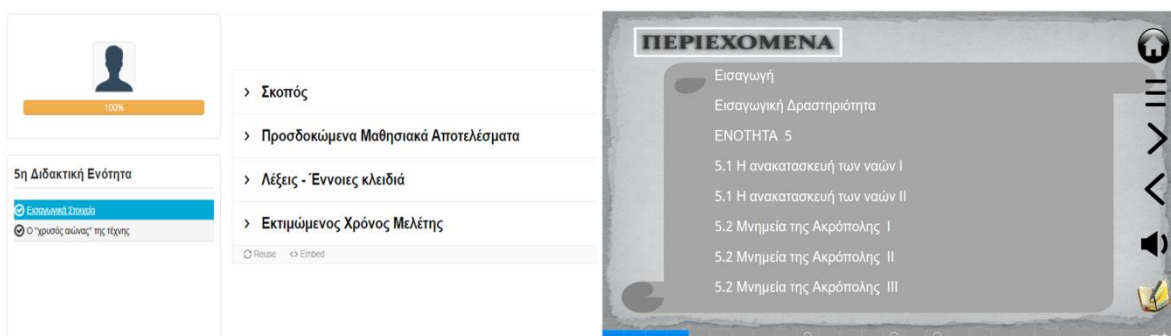 100%
5η Διδακτική Ενότητα
Εισαγωγικά Στοιχεία
Ο "χρυσός αιώνας" της τέχνης
Σκοπός
Προσδοκώμενα Μαθησιακά Αποτελέσματα
Λέξεις - Έννοιες κλειδιά
Εκτιμώμενος Χρόνος Μελέτης
Reuse <> Embed
ΠΕΡΙΕΧΟΜΕΝΑ
Εισαγωγή
Εισαγωγική Δραστηριότητα
ΕΝΟΤΗΤΑ 5
5.1 Η ανακατασκευή των ναών Ι
5.1 Η ανακατασκευή των ναών ΙΙ
5.2 Μνημεία της Ακρόπολης Ι
5.2 Μνημεία της Ακρόπολης ΙΙ
5.2 Μνημεία της Ακρόπολης ΙΙΙ